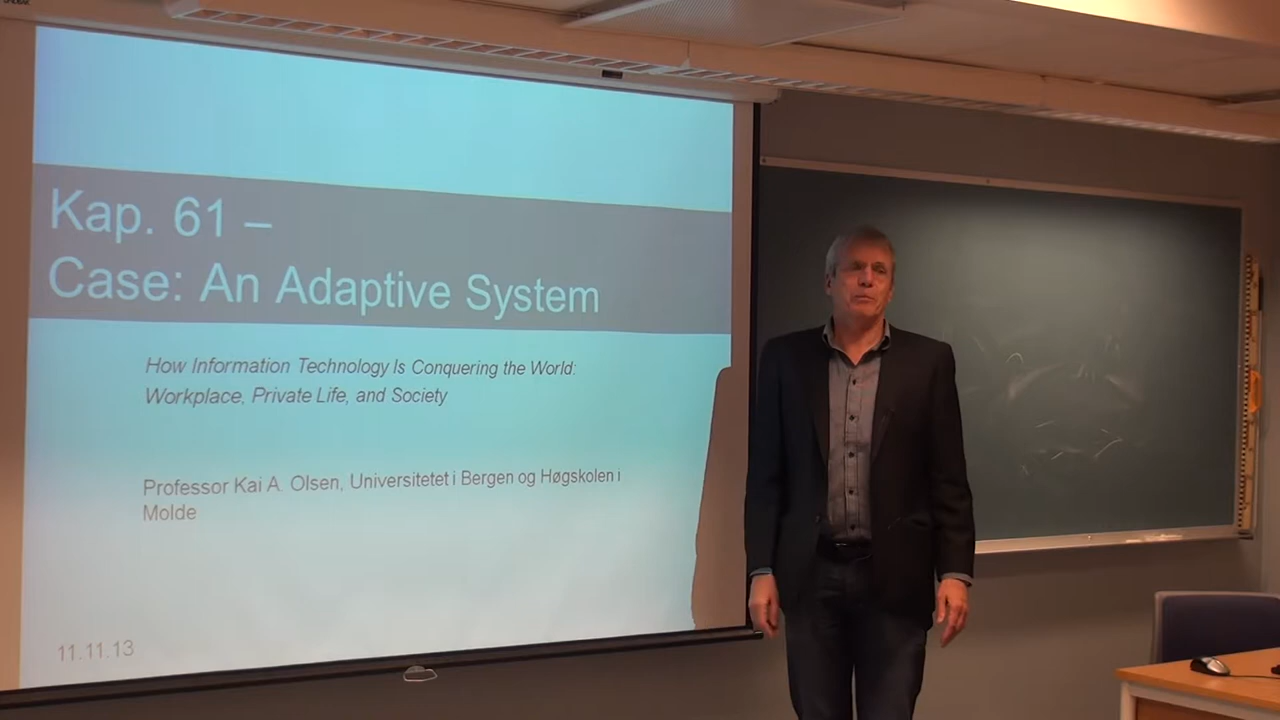 Kap. 61 –
Case: An Adaptive System
How Information Technology Is Conquering the World:
Workplace, Private Life, and Society
Professor Kai A. Olsen, Universitetet i Bergen og Høgskolen i
Molde
11.11.13